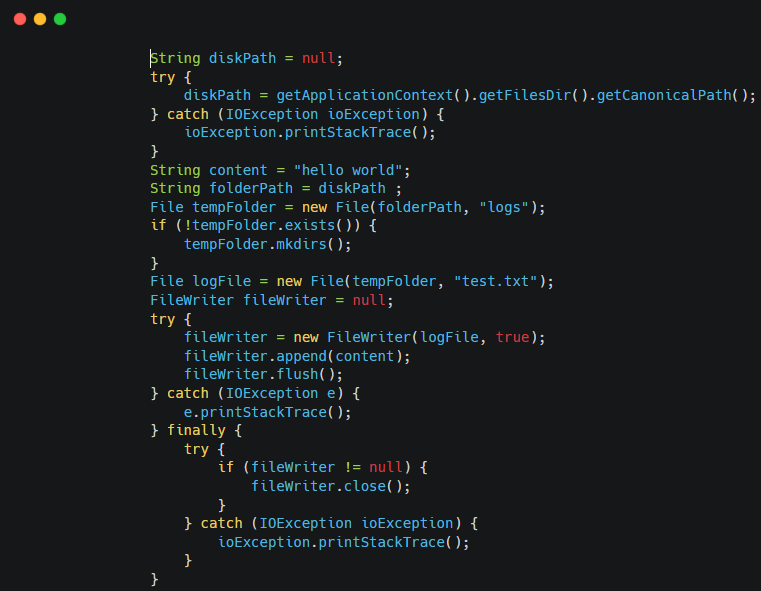 String diskPath = null;
try {
    diskPath = getApplicationContext().getFilesDir().getCanonicalPath();
} catch (IOException ioException) {
    ioException.printStackTrace();
}
String content = "hello world";
String folderPath = diskPath ;
File tempFolder = new File(folderPath, "logs");
if (!tempFolder.exists()) {
    tempFolder.mkdirs();
}
File logFile = new File(tempFolder, "test.txt");
FileWriter fileWriter = null;
try {
    fileWriter = new FileWriter(logFile, true);
    fileWriter.append(content);
    fileWriter.flush();
} catch (IOException e) {
    e.printStackTrace();
} finally {
    try {
        if (fileWriter != null) {
            fileWriter.close();
        }
    } catch (IOException ioException) {
        ioException.printStackTrace();
    }
}